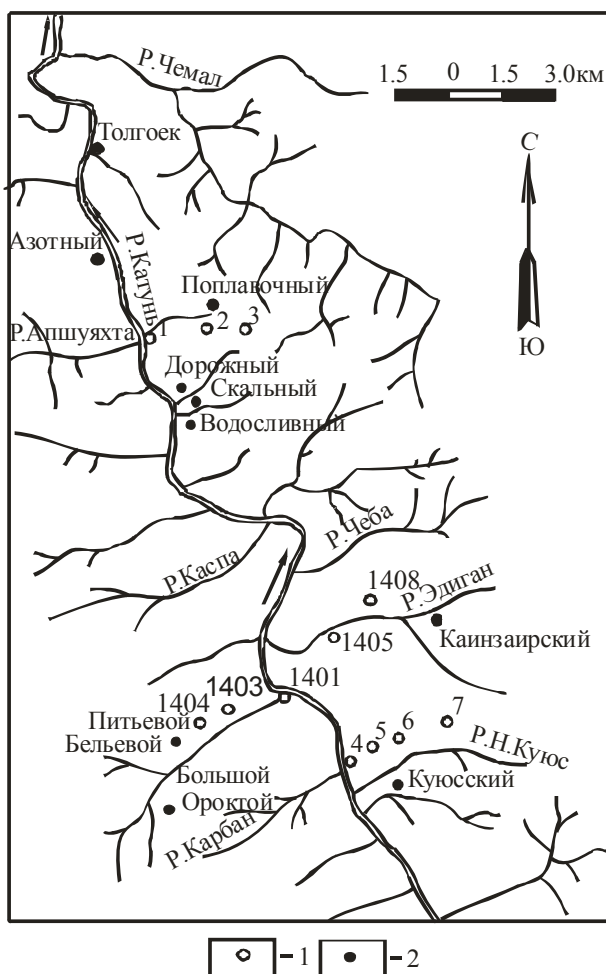 Р.Чемал
1.5 0 1.5 3.0км
Толгоек
С
Азотный
Р.Катунь
Поплавочный
Р.Апшуяхта
1
2
3
Ю
Дорожный
Скальный
Водосливный
Р.Чеба
Р.Каспа
1408
Р.Эдиган
Каинзаирский
1405
1401
1403
1404
Питьевой
Бельевой
7
6
5
4
Р.Н.Куюс
Большой
Ороктой
Куюсский
Р.Карбан
-1
-2